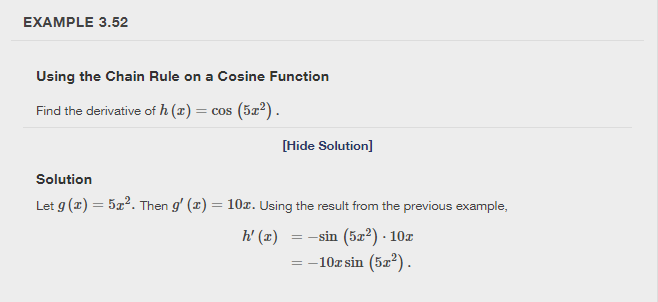 EXAMPLE 3.52
Using the Chain Rule on a Cosine Function
Find the derivative of h (x) = cos (5x²) .
[Hide Solution]
Solution
Let g (x) = 5x². Then g′ (x) = 10x. Using the result from the previous example,
h′ (x) = −sin (5x²) · 10x
= −10x sin (5x²) .